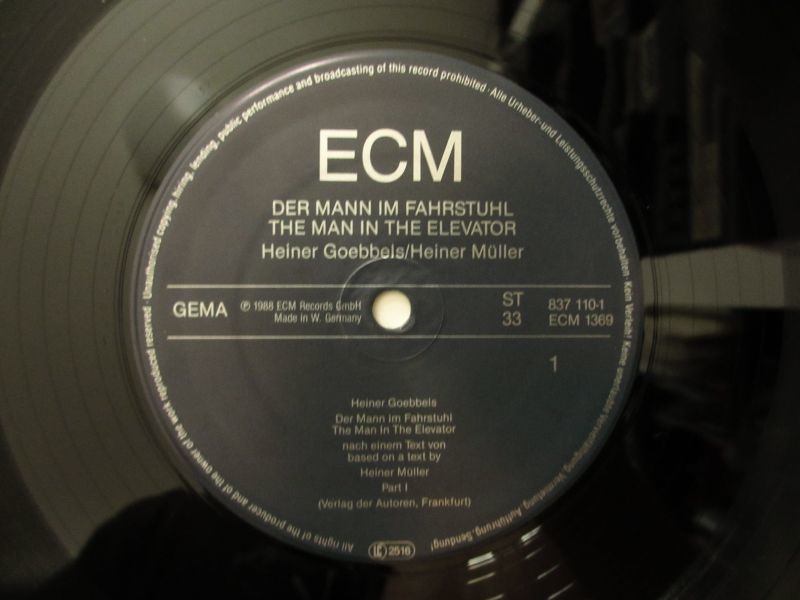 All rights of the producer and of the owner of the work reproduced reserved · Unauthorized copying, hiring, lending, public performance and broadcasting of this record prohibited · Alle Urheber- und Leistungsschutzrechte vorbehalten · Kein Verleih! Keine Vermietung, Aufführung, Sendung!
ECM
DER MANN IM FAHRSTUHL
THE MAN IN THE ELEVATOR
Heiner Goebbels/Heiner Müller
GEMA
℗ 1988 ECM Records GmbH
Made in W. Germany
ST
33
837 110-1
ECM 1369
1
Heiner Goebbels
Der Mann im Fahrstuhl
The Man in The Elevator
nach einem Text von
based on a text by
Heiner Müller
Part I
(Verlag der Autoren, Frankfurt)
LC 2516